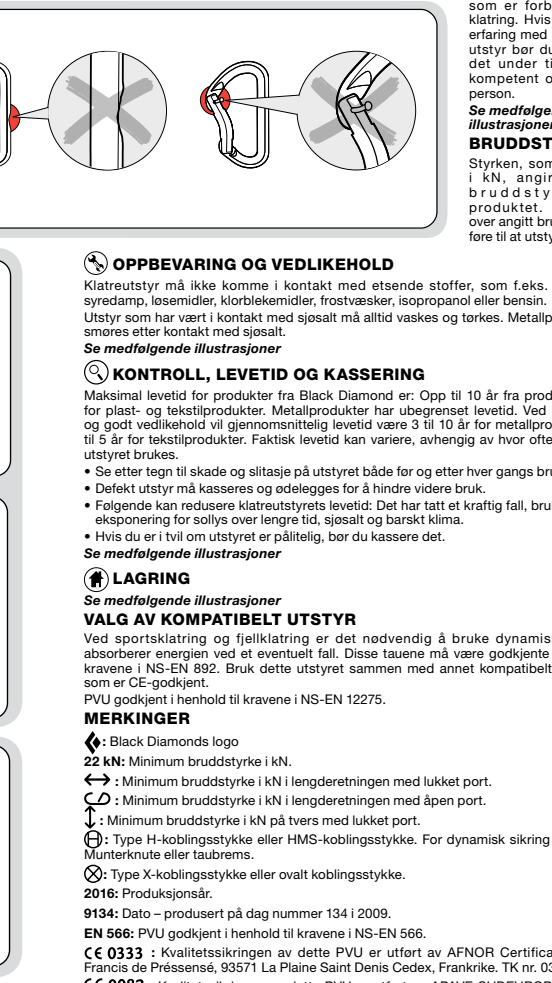 som er forb
klatring. Hvis
erfaring med
utstyr bør du
det under ti
kompetent o
person.
Se medfølge
illustrasjoner
BRUDDST
Styrken, som
i kN, angir
bruddsty
produktet.
over angitt bru
føre til at utsty
OPPBEVARING OG VEDLIKEHOLD
Klatreutstyr må ikke komme i kontakt med etsende stoffer, som f.eks.
syredamp, løsemidler, klorblekemidler, frostvæsker, isopropanol eller bensin.
Utstyr som har vært i kontakt med sjøsalt må alltid vaskes og tørkes. Metallp
smøres etter kontakt med sjøsalt.
Se medfølgende illustrasjoner
KONTROLL, LEVETID OG KASSERING
Maksimal levetid for produkter fra Black Diamond er: Opp til 10 år fra prod
for plast- og tekstilprodukter. Metallprodukter har ubegrenset levetid. Ved
og godt vedlikehold vil gjennomsnittelig levetid være 3 til 10 år for metallpro
til 5 år for tekstilprodukter. Faktisk levetid kan variere, avhengig av hvor ofte
utstyret brukes.
• Se etter tegn til skade og slitasje på utstyret både før og etter hver gangs bru
• Defekt utstyr må kasseres og ødelegges for å hindre videre bruk.
• Følgende kan redusere klatreutstyrets levetid: Det har tatt et kraftig fall, bru
eksponering for sollys over lengre tid, sjøsalt og barskt klima.
• Hvis du er i tvil om utstyret er pålitelig, bør du kassere det.
Se medfølgende illustrasjoner
LAGRING
Se medfølgende illustrasjoner
VALG AV KOMPATIBELT UTSTYR
Ved sportsklatring og fjellklatring er det nødvendig å bruke dynamis
absorberer energien ved et eventuelt fall. Disse tauene må være godkjente
kravene i NS-EN 892. Bruk dette utstyret sammen med annet kompatibelt
som er CE-godkjent.
PVU godkjent i henhold til kravene i NS-EN 12275.
MERKINGER
: Black Diamonds logo
22 kN: Minimum bruddstyrke i kN.
↔ : Minimum bruddstyrke i kN i lengderetningen med lukket port.
: Minimum bruddstyrke i kN i lengderetningen med åpen port.
↕ : Minimum bruddstyrke i kN på tvers med lukket port.
Ⓗ: Type H-koblingsstykke eller HMS-koblingsstykke. For dynamisk sikring
Munterknute eller taubrems.
ⓧ: Type X-koblingsstykke eller ovalt koblingsstykke.
2016: Produksjonsår.
9134: Dato – produsert på dag nummer 134 i 2009.
EN 566: PVU godkjent i henhold til kravene i NS-EN 566.
CE 0333 : Kvalitetssikringen av dette PVU er utført av AFNOR Certifica
Francis de Préssensé, 93571 La Plaine Saint Denis Cedex, Frankrike. TK nr. 03